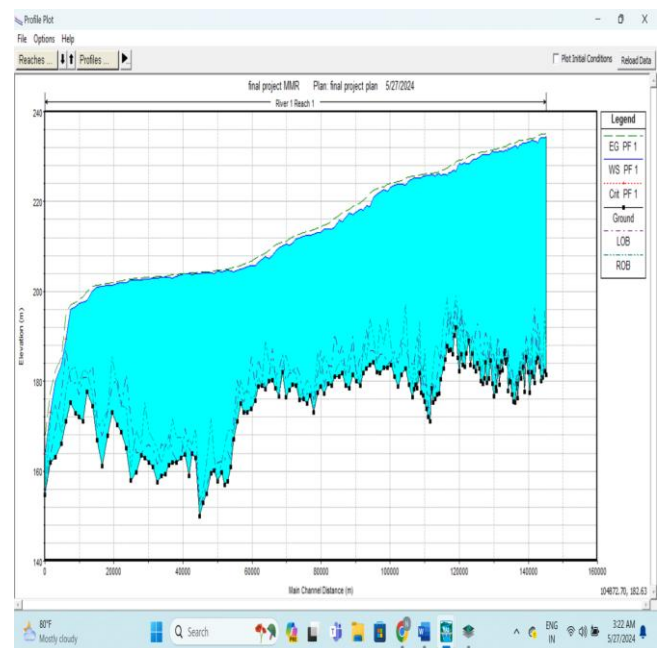 Profile Plot
File Options Help
Reaches ... Profiles ... Plot Initial Conditions Reload Data
final project MMR Plan: final project plan 5/27/2024
River 1 Reach 1
Legend
EG PF 1
WS PF 1
Crit PF 1
Ground
LOB
ROB
Elevation (m)
240
220
200
180
160
140
0 20000 40000 60000 80000 100000 120000 140000 160000
Main Channel Distance (m)
104872.70, 182.63
80°F
Mostly cloudy
Search
ENG
IN
3:22 AM
5/27/2024